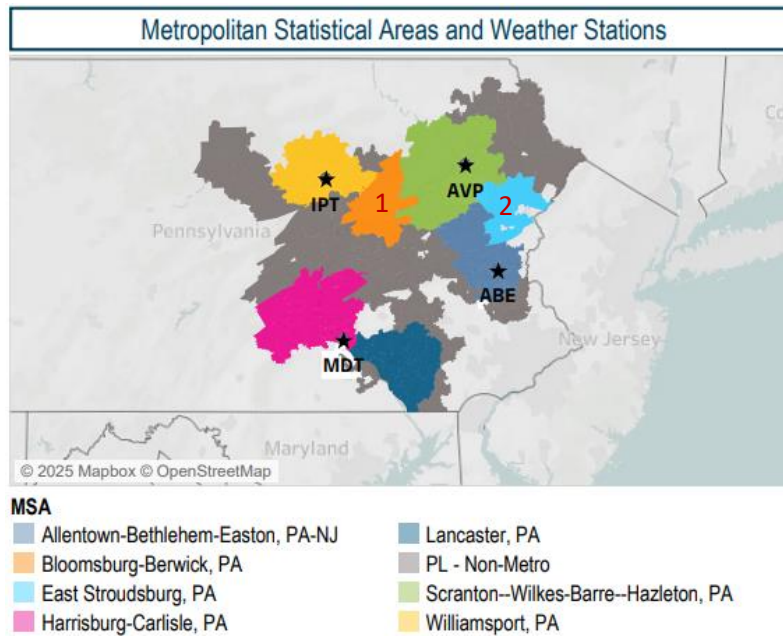 Metropolitan Statistical Areas and Weather Stations
IPT
1
AVP
2
Pennsylvania
ABE
New Jersey
MDT
Maryland
Co
© 2025 Mapbox © OpenStreetMap
MSA
Allentown-Bethlehem-Easton, PA-NJ
Bloomsburg-Berwick, PA
East Stroudsburg, PA
Harrisburg-Carlisle, PA
Lancaster, PA
PL - Non-Metro
Scranton--Wilkes-Barre--Hazleton, PA
Williamsport, PA